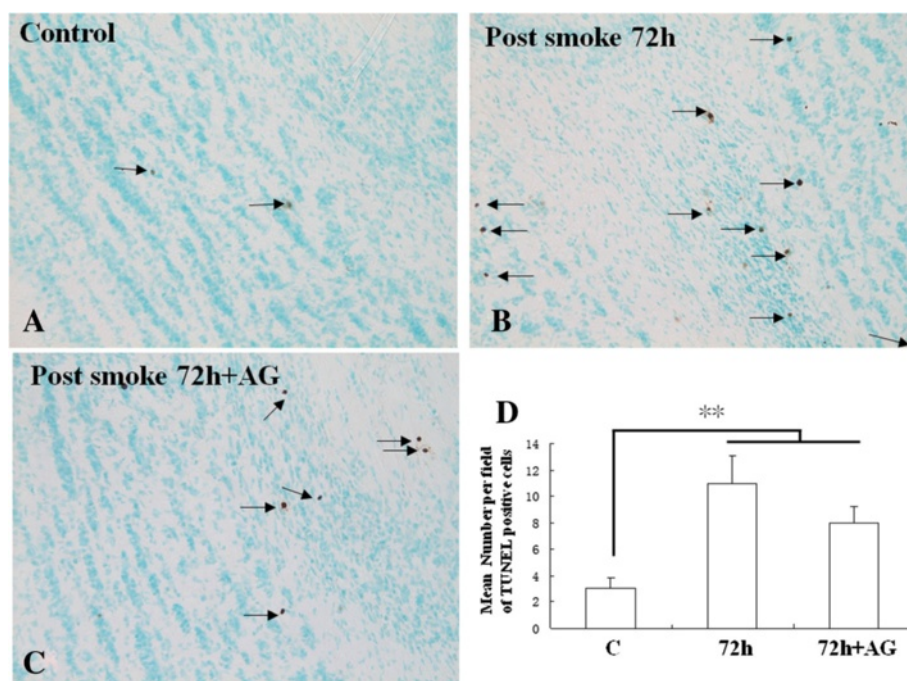 Control
A
Post smoke 72h
B
Post smoke 72h+AG
C
D
**
Mean Number per field
of TUNEL positive cells
14
12
10
8
6
4
2
0
C
72h
72h+AG